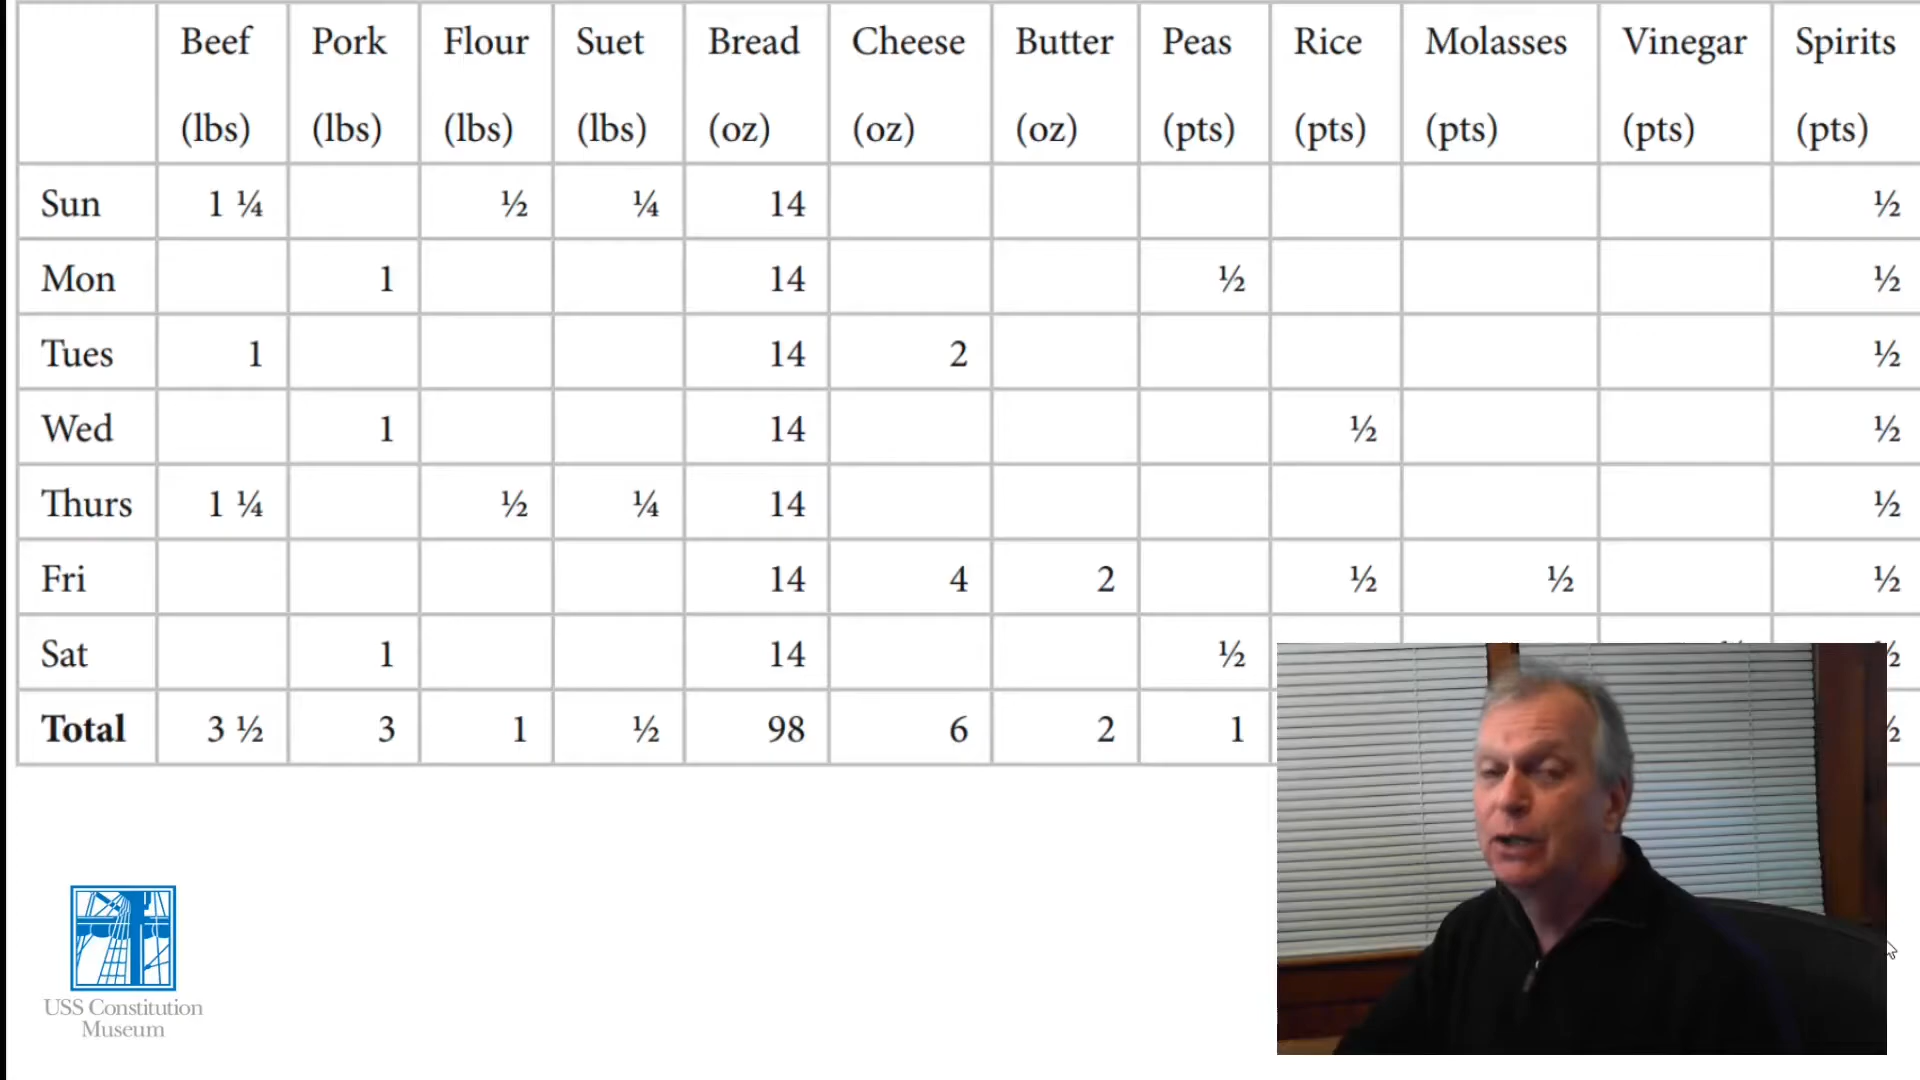 Beef Pork Flour Suet Bread Cheese Butter Peas Rice Molasses Vinegar Spirits
(lbs) (lbs) (lbs) (lbs) (oz) (oz) (oz) (pts) (pts) (pts) (pts) (pts)
Sun 1 ¼ ½ ¼ 14 ½
Mon 1 14 ½ ½
Tues 1 14 2 ½
Wed 1 14 ½ ½
Thurs 1 ¼ ½ ¼ 14 ½
Fri 14 4 2 ½ ½ ½
Sat 1 14 ½
Total 3 ½ 3 1 ½ 98 6 2 1
USS Constitution
Museum